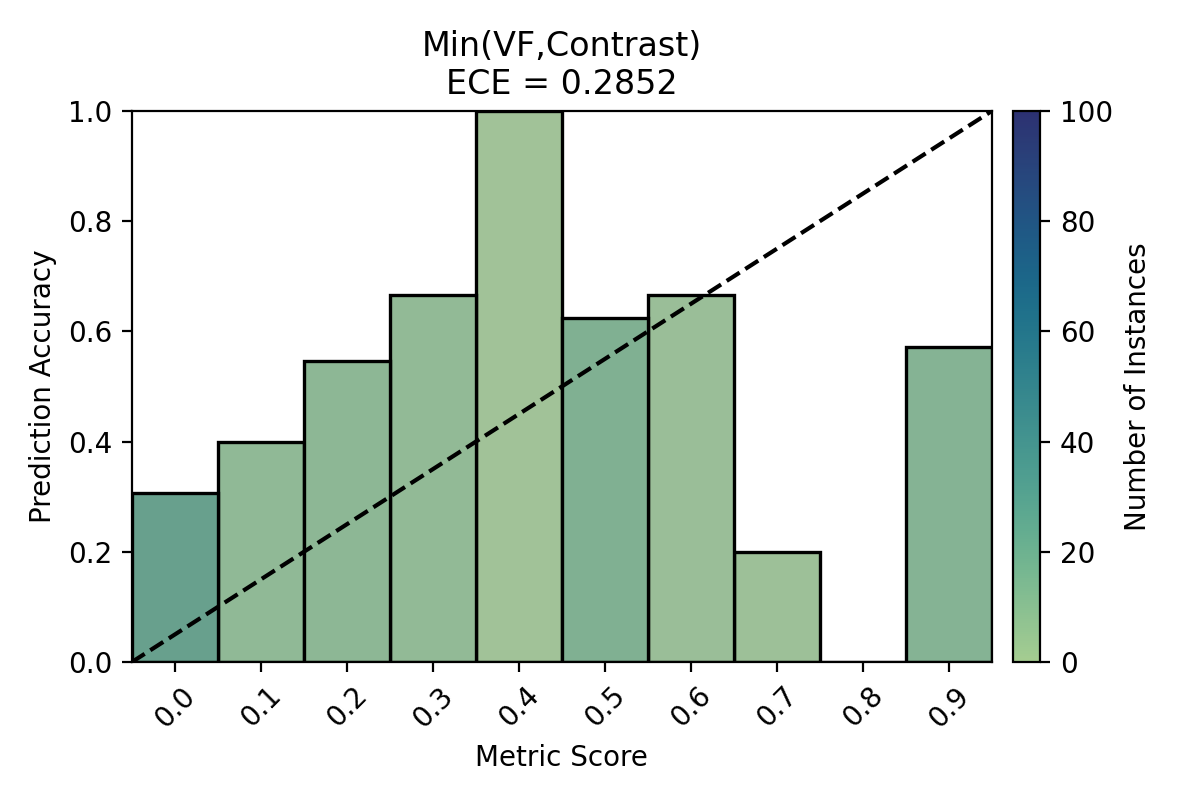 Min(VF,Contrast)
ECE = 0.2852
1.0
0.8
0.6
0.4
0.2
0.0
Prediction Accuracy
0.0 0.1 0.2 0.3 0.4 0.5 0.6 0.7 0.8 0.9
Metric Score
100
80
60
40
20
0
Number of Instances